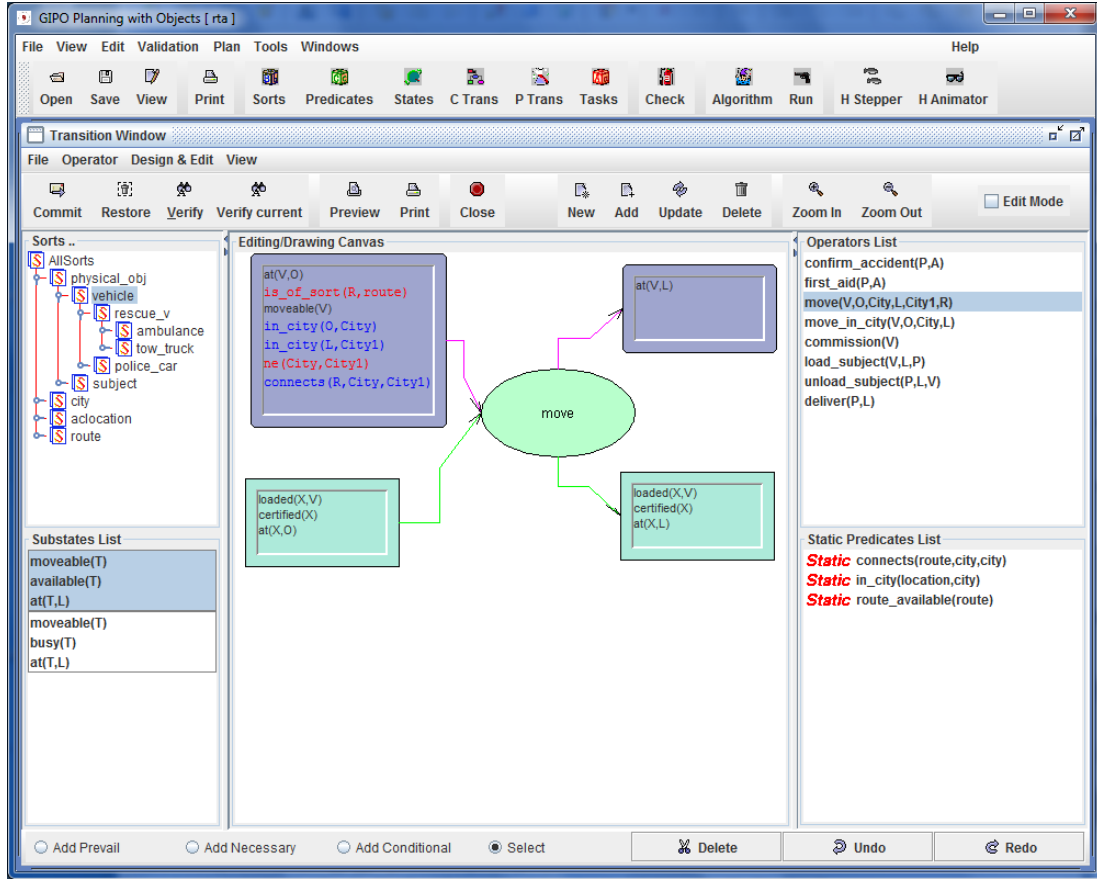 GIPO Planning with Objects [ rta ]
File View Edit Validation Plan Tools Windows Help
Open Save View Print Sorts Predicates States C Trans P Trans Tasks Check Algorithm Run H Stepper H Animator
Transition Window
File Operator Design & Edit View
Commit Restore Verify Verify current Preview Print Close New Add Update Delete Zoom In Zoom Out Edit Mode
Sorts ..
AllSorts
physical_obj
vehicle
rescue_v
ambulance
tow_truck
police_car
subject
city
aclocation
route
Substates List
moveable(T)
available(T)
at(T,L)
moveable(T)
busy(T)
at(T,L)
Editing/Drawing Canvas
at(V,O)
is_of_sort(R,route)
moveable(V)
in_city(O,City)
in_city(L,City1)
ne(City,City1)
connects(R,City,City1)
at(V,L)
move
loaded(X,V)
certified(X)
at(X,O)
loaded(X,V)
certified(X)
at(X,L)
Operators List
confirm_accident(P,A)
first_aid(P,A)
move(V,O,City,L,City1,R)
move_in_city(V,O,City,L)
commission(V)
load_subject(V,L,P)
unload_subject(P,L,V)
deliver(P,L)
Static Predicates List
Static connects(route,city,city)
Static in_city(location,city)
Static route_available(route)
Add Prevail Add Necessary Add Conditional Select Delete Undo Redo